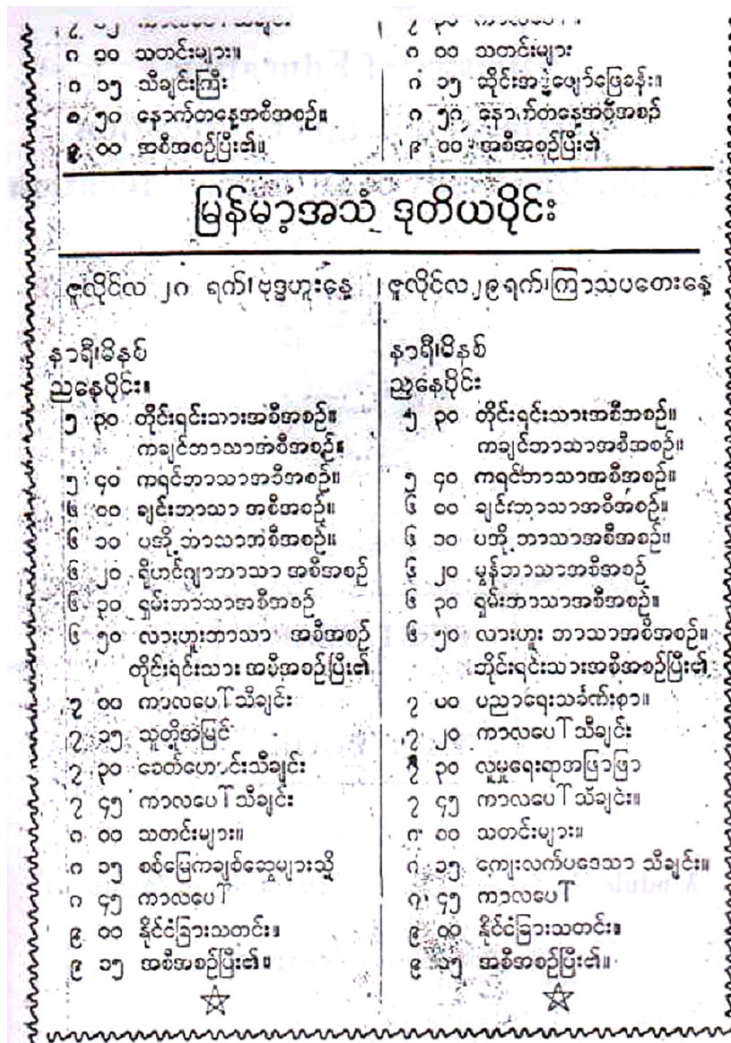 ကာလပေါ်သီချင်း
၈ ၀၀ သတင်းများ။
၈ ၁၅ သီချင်းကြီး
၈ ၅၈ နောက်တနေ့အစီအစဉ်။
၉ ၀၀ အစီအစဉ်ပြီး၏။
၇ ၃၀ ကာလပေါ်။
၈ ၀၀ သတင်းများ
၈ ၁၅ ဆိုင်းအဖွဲ့ဖျော်ဖြေခန်း။
၈ ၅၈ နောက်တနေ့အစီအစဉ်
၉ ၀၀ အစီအစဉ်ပြီး၏
မြန်မာ့အသံ ဒုတိယပိုင်း
ဇူလိုင်လ ၂၈ ရက်၊ ဗုဒ္ဓဟူးနေ့
နာရီ၊မိနစ်
ညနေပိုင်း။
၅ ၃၀ တိုင်းရင်းသားအစီအစဉ်။
ကချင်ဘာသာအစီအစဉ်။
၅ ၄၀ ကရင်ဘာသာအစီအစဉ်။
၆ ၀၀ ချင်းဘာသာ အစီအစဉ်။
၆ ၁၀ ပအို့ဘာသာအစီအစဉ်။
၆ ၂၀ ရိုဟင်ဂျာဘာသာ အစီအစဉ်
၆ ၃၀ ရှမ်းဘာသာအစီအစဉ်
၆ ၅၀ လားဟူးဘာသာ အစီအစဉ်
တိုင်းရင်းသား အစီအစဉ်ပြီး၏
၇ ၀၀ ကာလပေါ်သီချင်း
၇ ၁၅ သူတို့အမြင်
၇ ၃၀ ခေတ်ဟောင်းသီချင်း
၇ ၄၅ ကာလပေါ်သီချင်း
၈ ၀၀ သတင်းများ။
၈ ၁၅ စစ်မြေကချစ်ဆွေများသို့
၈ ၄၅ ကာလပေါ်
၉ ၀၀ နိုင်ငံခြားသတင်း။
၉ ၁၅ အစီအစဉ်ပြီး၏။
ဇူလိုင်လ၂၉ရက်၊ကြာသပတေးနေ့
နာရီ၊မိနစ်
ညနေပိုင်း
၅ ၃၀ တိုင်းရင်းသားအစီအစဉ်။
ကချင်ဘာသာအစီအစဉ်။
၅ ၄၀ ကရင်ဘာသာအစီအစဉ်။
၆ ၀၀ ချင်းဘာသာအစီအစဉ်။
၆ ၁၀ ပအို့ဘာသာအစီအစဉ်။
၆ ၂၀ မွန်ဘာသာအစီအစဉ်
၆ ၃၀ ရှမ်းဘာသာအစီအစဉ်။
၆ ၅၀ လားဟူး ဘာသာအစီအစဉ်။
တိုင်းရင်းသားအစီအစဉ်ပြီး၏
၇ ၀၀ ပညာရေးသင်ခဏ်းစာ။
၇ ၂၀ ကာလပေါ်သီချင်း
၇ ၃၀ လူမှုရေးရာအဖြာဖြာ
၇ ၄၅ ကာလပေါ်သီချင်း။
၈ ၀၀ သတင်းများ။
၈ ၁၅ ကျေးလက်ပဒေသာ သီချင်း။
၈ ၄၅ ကာလပေါ်
၉ ၀၀ နိုင်ငံခြားသတင်း။
၉ ၁၅ အစီအစဉ်ပြီး၏။